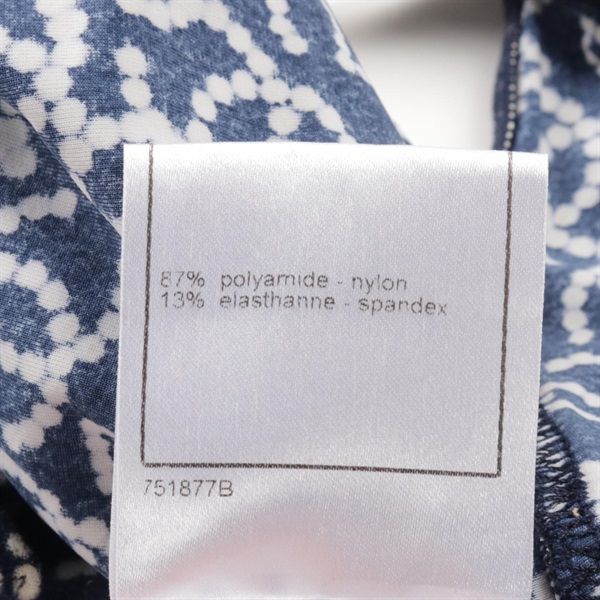 87% polyamide - nylon
13% elasthanne - spandex
751877B